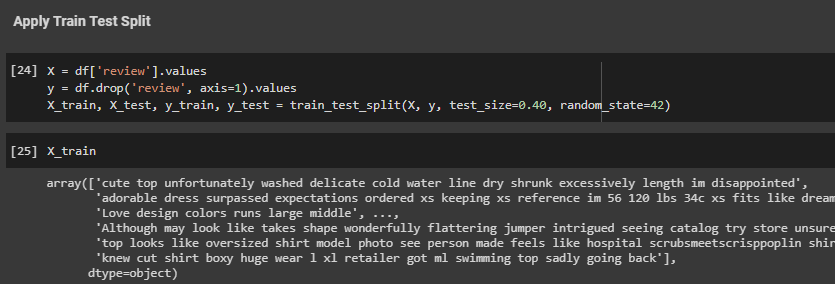 Apply Train Test Split
[24] X = df['review'].values
y = df.drop('review', axis=1).values
X_train, X_test, y_train, y_test = train_test_split(X, y, test_size=0.40, random_state=42)
[25] X_train
array(['cute top unfortunately washed delicate cold water line dry shrunk excessively length im disappointed',
'adorable dress surpassed expectations ordered xs keeping xs reference im 56 120 lbs 34c xs fits like dream
'Love design colors runs large middle', ...,
'Although may look like takes shape wonderfully flattering jumper intrigued seeing catalog try store unsure
'top looks like oversized shirt model photo see person made feels like hospital scrubsmeetscrisppoplin shir
'knew cut shirt boxy huge wear l xl retailer got ml swimming top sadly going back'],
dtype=object)